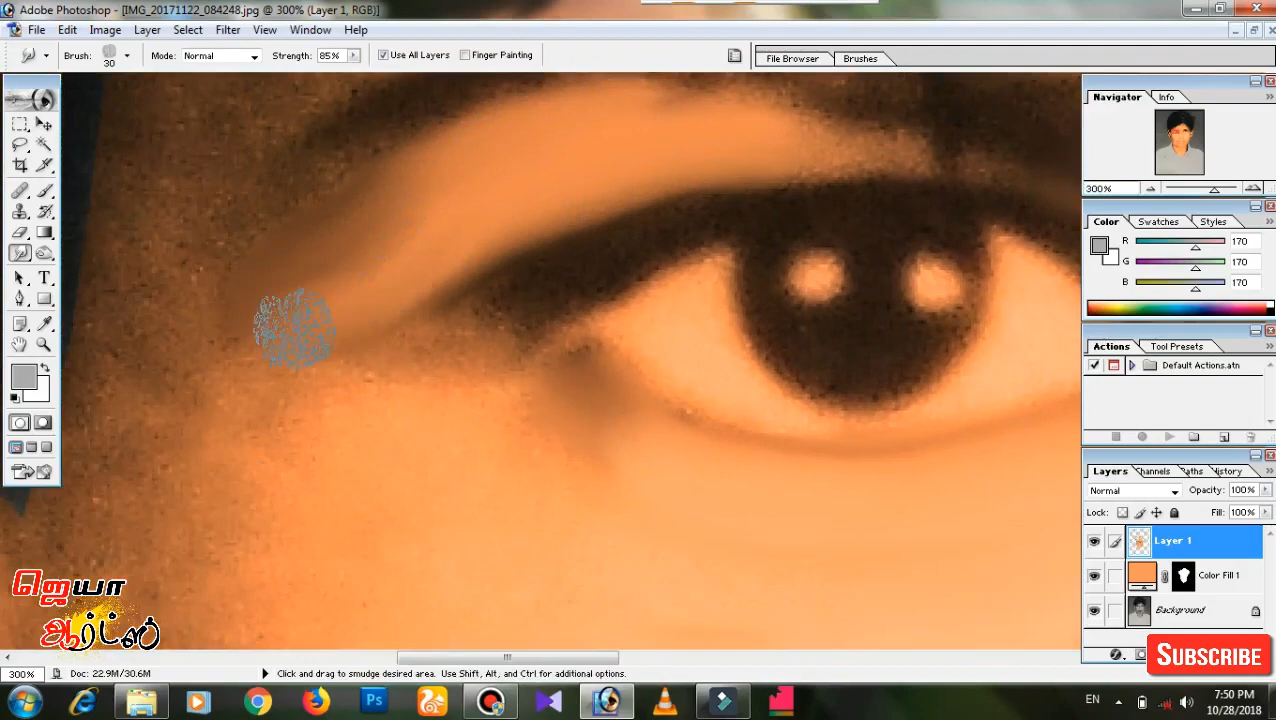 Adobe Photoshop - [IMG_20171122_084248.jpg @ 300% (Layer 1, RGB)]
File Edit Image Layer Select Filter View Window Help
Brush: 30 Mode: Normal Strength: 85% Use All Layers Finger Painting File Browser Brushes
Navigator Info
300%
Color Swatches Styles
R 170
G 170
B 170
Actions Tool Presets
Default Actions.atn
Layers Channels Paths History
Normal Opacity: 100%
Lock: Fill: 100%
Layer 1
Color Fill 1
Background
ஜெயா
ஆர்ட்ஸ்
SUBSCRIBE
300% Doc: 22.9M/30.6M Click and drag to smudge desired area. Use Shift, Alt, and Ctrl for additional options.
Ps EN 7:50 PM
10/28/2018